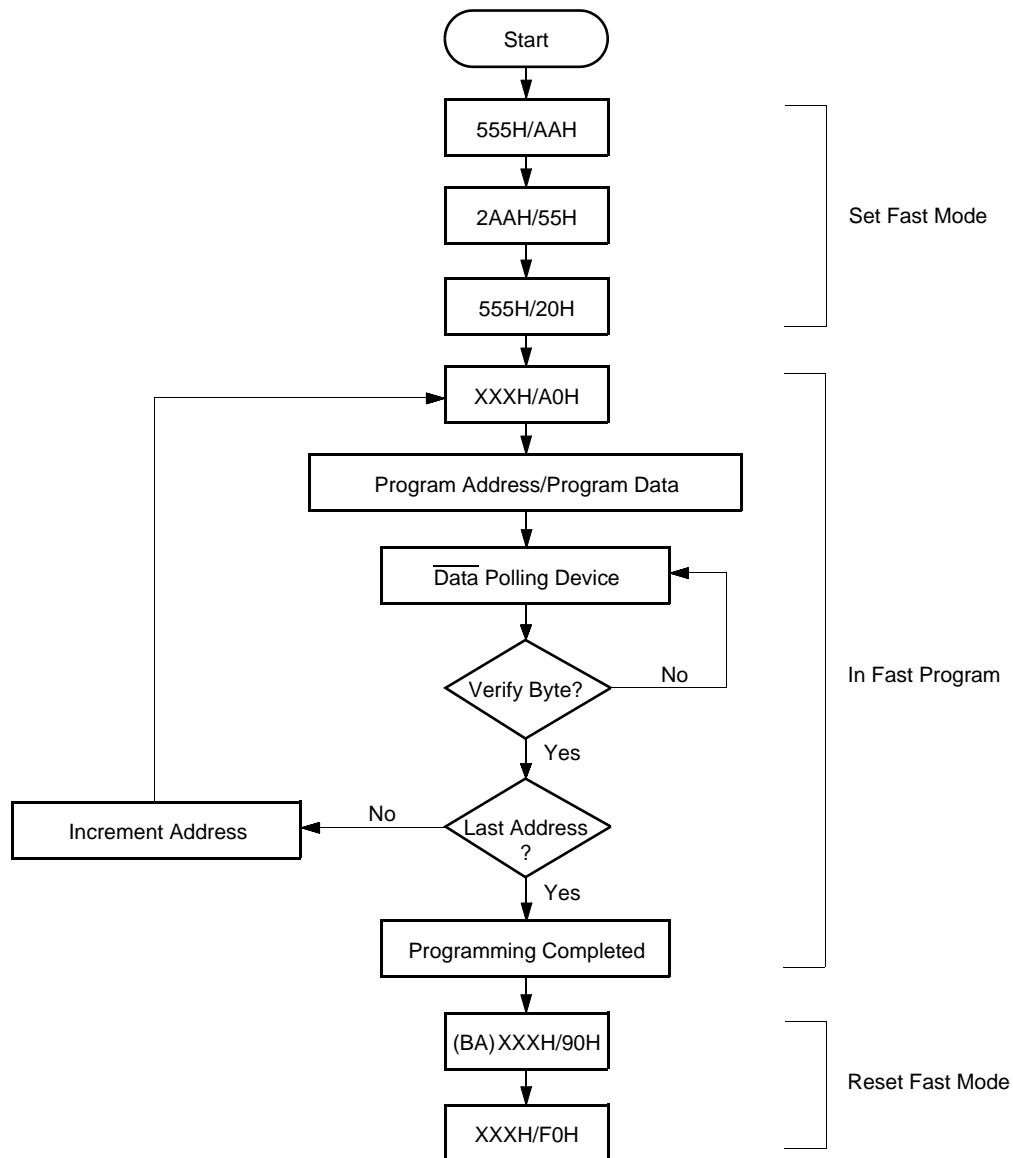 Start
555H/AAH
2AAH/55H
Set Fast Mode
555H/20H
XXXH/A0H
Program Address/Program Data
Data Polling Device
Verify Byte?
No
In Fast Program
Yes
Increment Address
No
Last Address
?
Yes
Programming Completed
(BA) XXXH/90H
Reset Fast Mode
XXXH/F0H